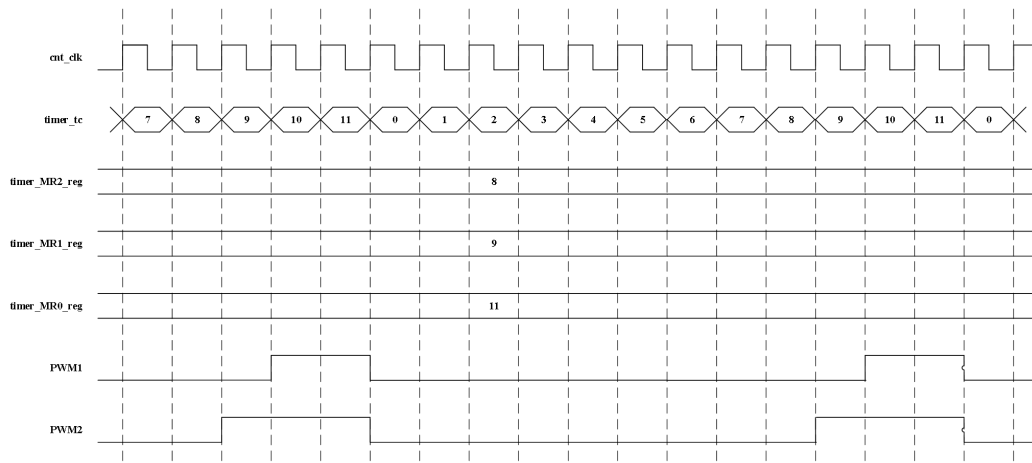 cnt_clk
timer_tc 7 8 9 10 11 0 1 2 3 4 5 6 7 8 9 10 11 0
timer_MR2_reg 8
timer_MR1_reg 9
timer_MR0_reg 11
PWM1
PWM2